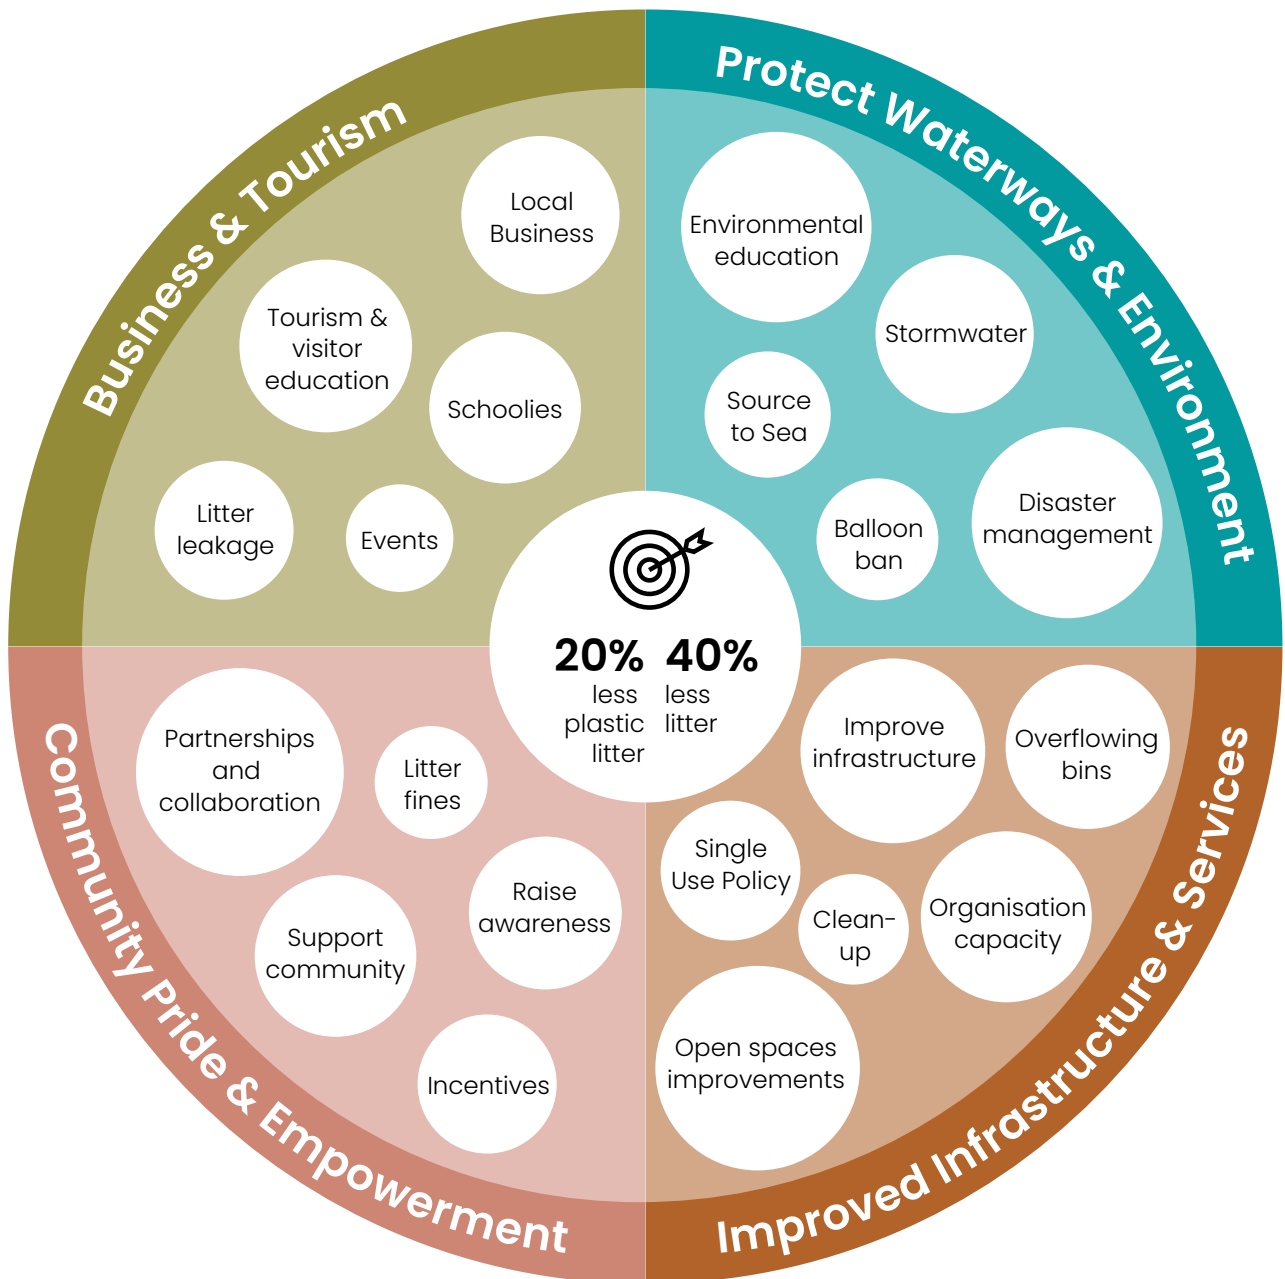 Business & Tourism
Local
Business
Tourism &
visitor
education
Schoolies
Litter
leakage
Events
Protect Waterways & Environment
Environmental
education
Stormwater
Source
to Sea
Balloon
ban
Disaster
management
20%
less
plastic
litter
40%
less
litter
Community Pride & Empowerment
Partnerships
and
collaboration
Litter
fines
Raise
awareness
Support
community
Incentives
Improved Infrastructure & Services
Improve
infrastructure
Overflowing
bins
Single
Use Policy
Clean-
up
Organisation
capacity
Open spaces
improvements